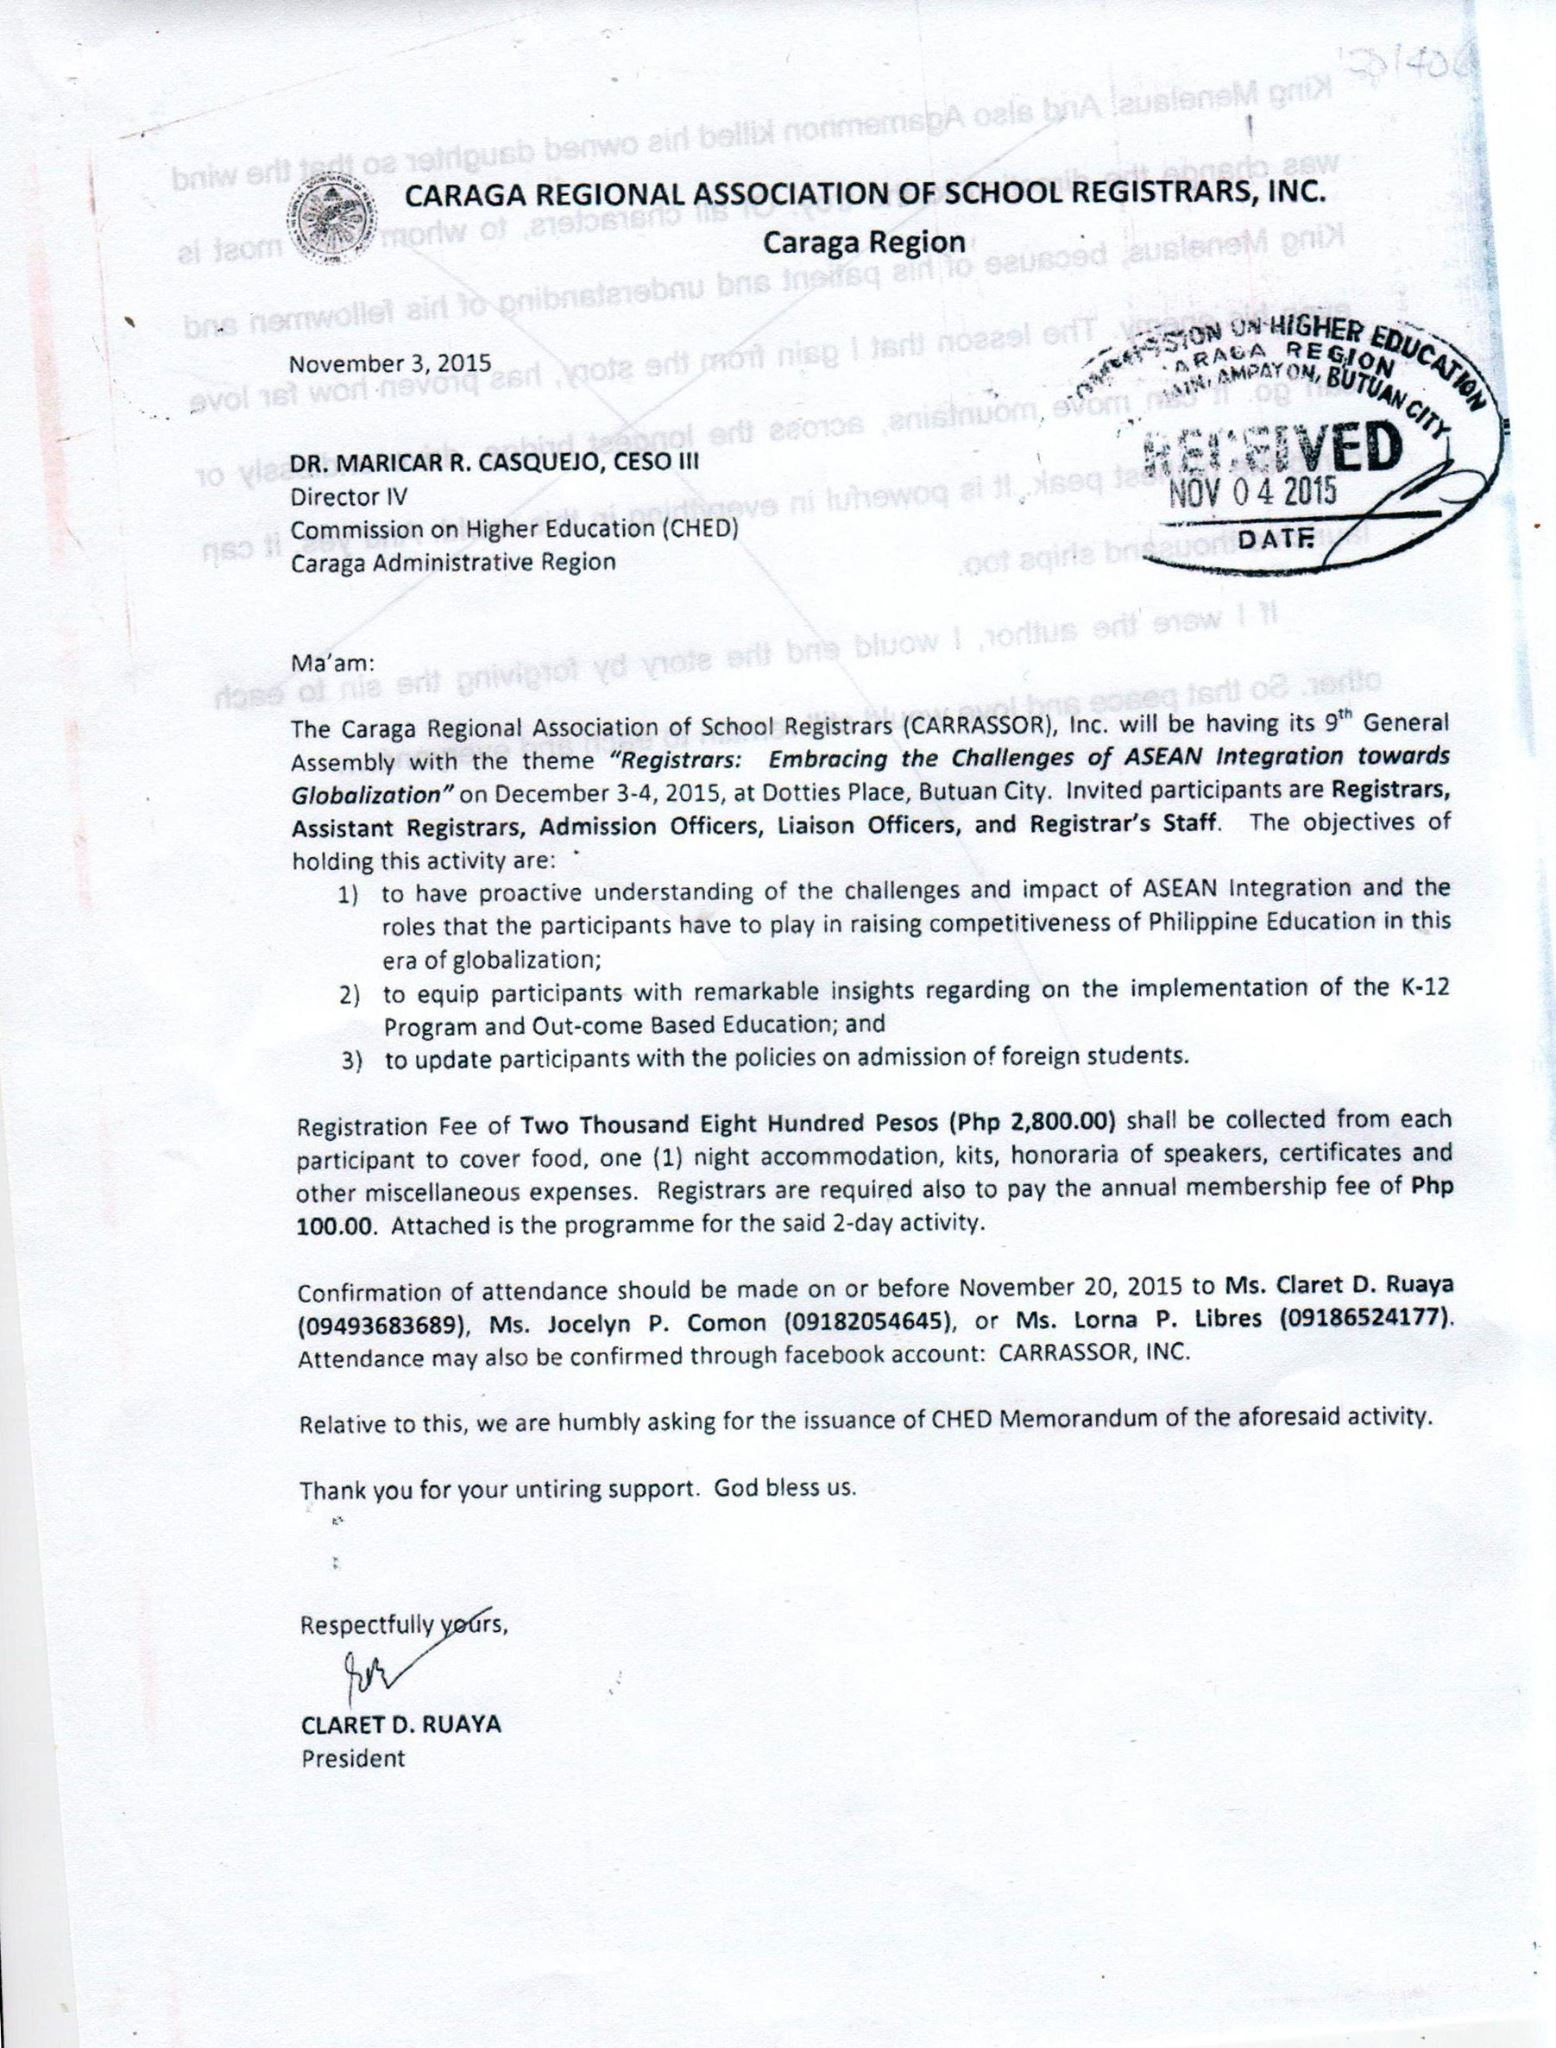 CARAGA REGIONAL ASSOCIATION OF SCHOOL REGISTRARS, INC.
Caraga Region
November 3, 2015
HIGHER EDUCATION
REGION
AMPAYON, BUTUAN CITY
RECEIVED
NOV 04 2015
DATE
DR. MARICAR R. CASQUEJO, CESO III
Director IV
Commission on Higher Education (CHED)
Caraga Administrative Region
Ma'am:
The Caraga Regional Association of School Registrars (CARRASSOR), Inc. will be having its 9th General
Assembly with the theme "Registrars: Embracing the Challenges of ASEAN Integration towards
Globalization" on December 3-4, 2015, at Dotties Place, Butuan City. Invited participants are Registrars,
Assistant Registrars, Admission Officers, Liaison Officers, and Registrar's Staff. The objectives of
holding this activity are:
1) to have proactive understanding of the challenges and impact of ASEAN Integration and the
roles that the participants have to play in raising competitiveness of Philippine Education in this
era of globalization;
2) to equip participants with remarkable insights regarding on the implementation of the K-12
Program and Out-come Based Education; and
3) to update participants with the policies on admission of foreign students.
Registration Fee of Two Thousand Eight Hundred Pesos (Php 2,800.00) shall be collected from each
participant to cover food, one (1) night accommodation, kits, honoraria of speakers, certificates and
other miscellaneous expenses. Registrars are required also to pay the annual membership fee of Php
100.00. Attached is the programme for the said 2-day activity.
Confirmation of attendance should be made on or before November 20, 2015 to Ms. Claret D. Ruaya
(09493683689), Ms. Jocelyn P. Comon (09182054645), or Ms. Lorna P. Libres (09186524177).
Attendance may also be confirmed through facebook account: CARRASSOR, INC.
Relative to this, we are humbly asking for the issuance of CHED Memorandum of the aforesaid activity.
Thank you for your untiring support. God bless us.
Respectfully yours,
CLARET D. RUAYA
President